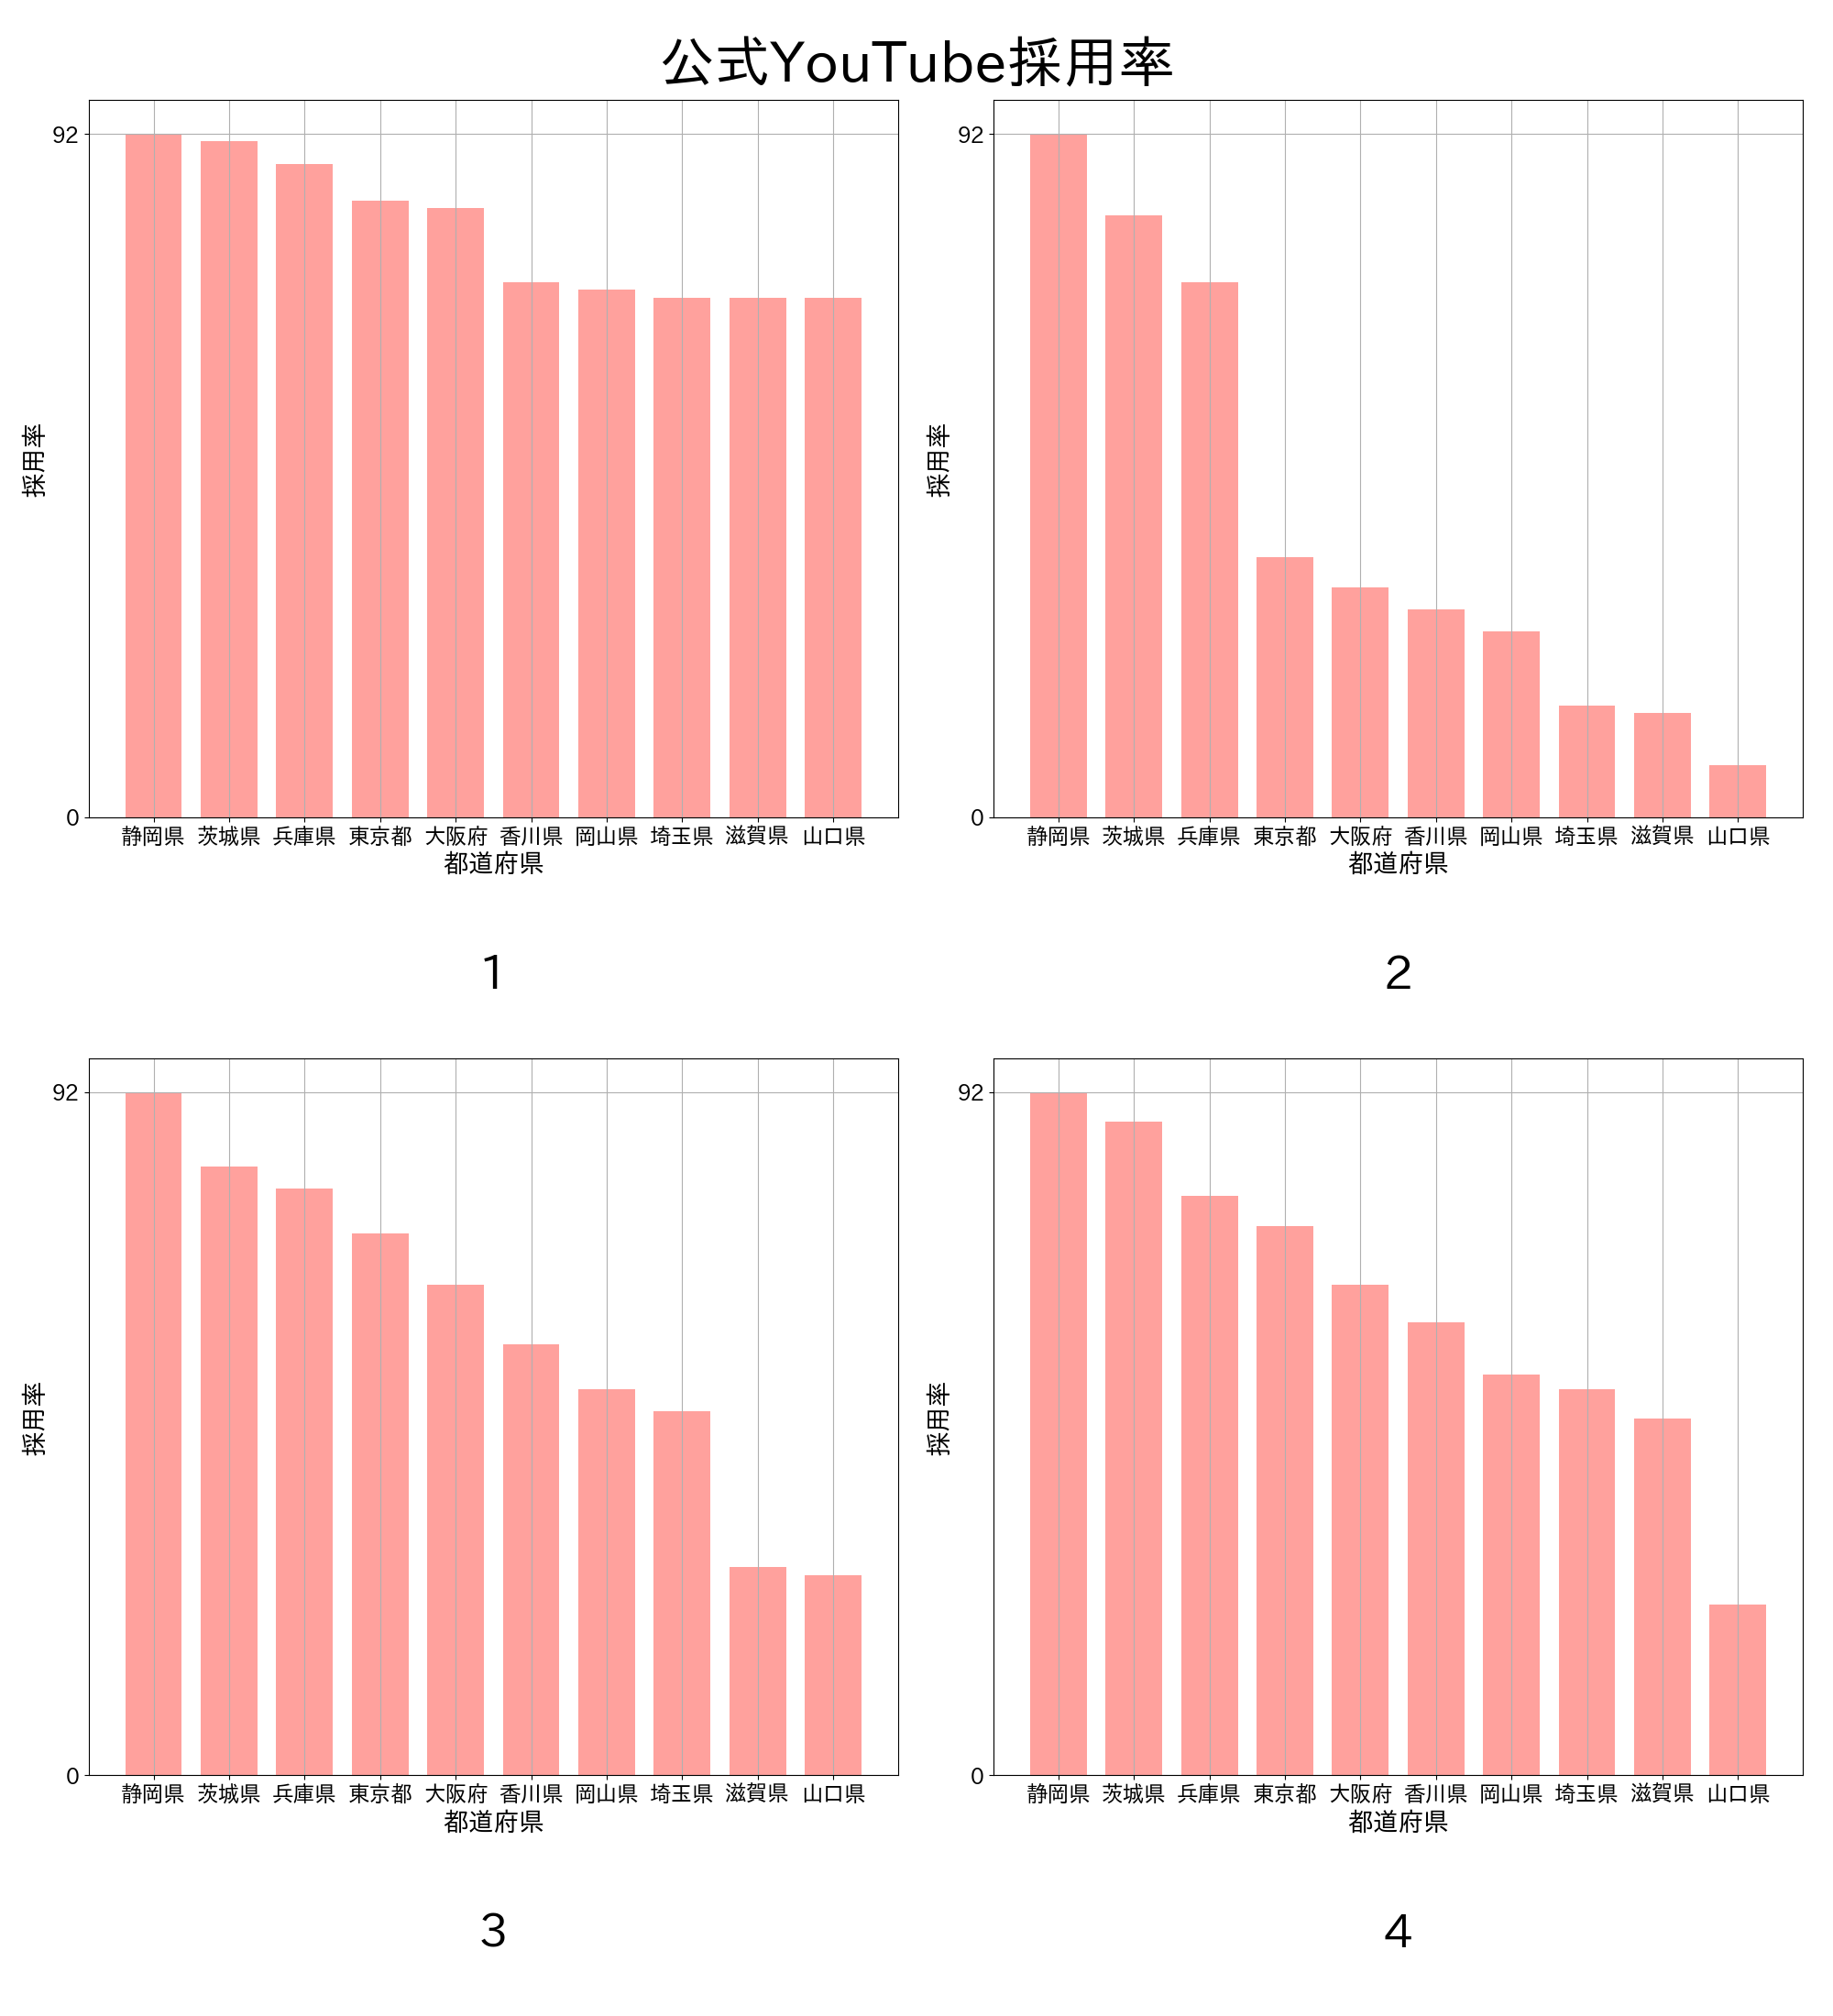 公式YouTube採用率
92
0
採用率
静岡県 茨城県 兵庫県 東京都 大阪府 香川県 岡山県 埼玉県 滋賀県 山口県
都道府県
1
92
0
採用率
静岡県 茨城県 兵庫県 東京都 大阪府 香川県 岡山県 埼玉県 滋賀県 山口県
都道府県
2
92
0
採用率
静岡県 茨城県 兵庫県 東京都 大阪府 香川県 岡山県 埼玉県 滋賀県 山口県
都道府県
3
92
0
採用率
静岡県 茨城県 兵庫県 東京都 大阪府 香川県 岡山県 埼玉県 滋賀県 山口県
都道府県
4